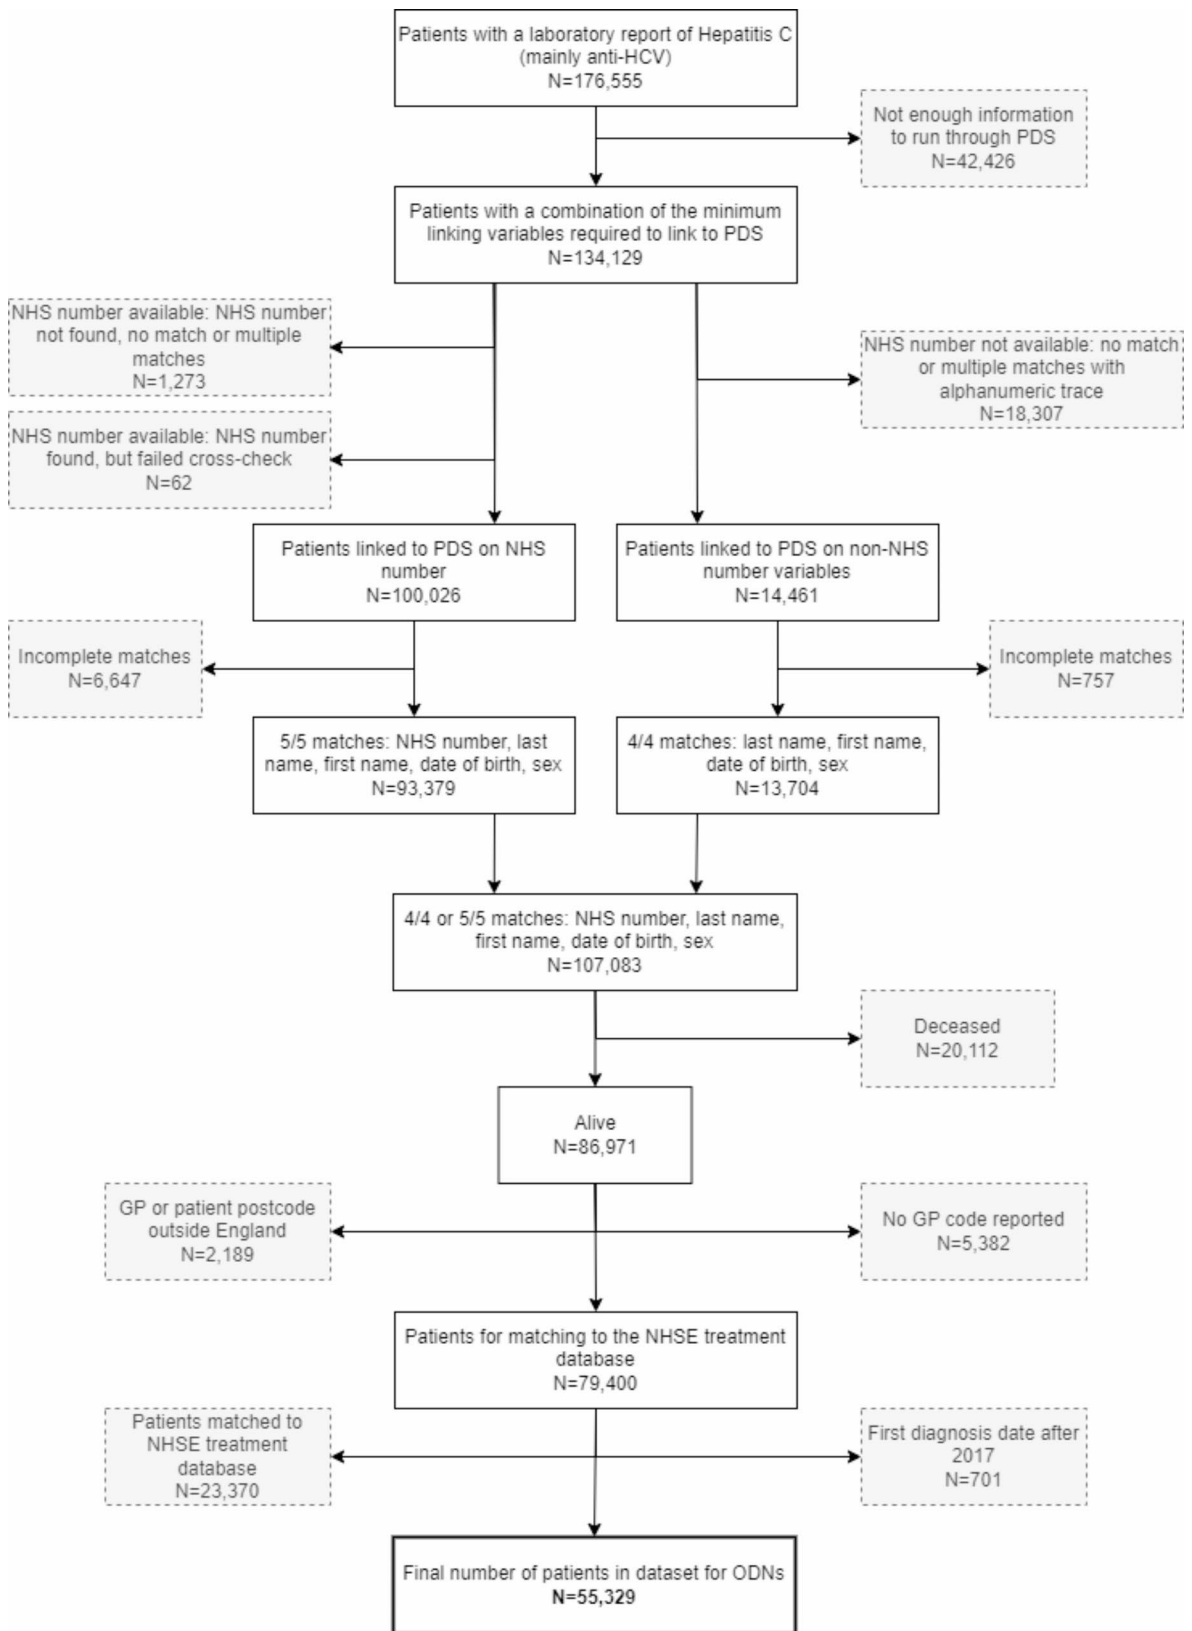 Patients with a laboratory report of Hepatitis C
(mainly anti-HCV)
N=176,555
Not enough information
to run through PDS
N=42,426
Patients with a combination of the minimum
linking variables required to link to PDS
N=134,129
NHS number available: NHS number
not found, no match or multiple
matches
N=1,273
NHS number not available: no match
or multiple matches with
alphanumeric trace
N=18,307
NHS number available: NHS number
found, but failed cross-check
N=62
Patients linked to PDS on NHS
number
N=100,026
Patients linked to PDS on non-NHS
number variables
N=14,461
Incomplete matches
N=6,647
Incomplete matches
N=757
5/5 matches: NHS number, last
name, first name, date of birth, sex
N=93,379
4/4 matches: last name, first name,
date of birth, sex
N=13,704
4/4 or 5/5 matches: NHS number, last name,
first name, date of birth, sex
N=107,083
Deceased
N=20,112
Alive
N=86,971
GP or patient postcode
outside England
N=2,189
No GP code reported
N=5,382
Patients for matching to the NHSE treatment
database
N=79,400
Patients matched to
NHSE treatment
database
N=23,370
First diagnosis date after
2017
N=701
Final number of patients in dataset for ODNs
N=55,329